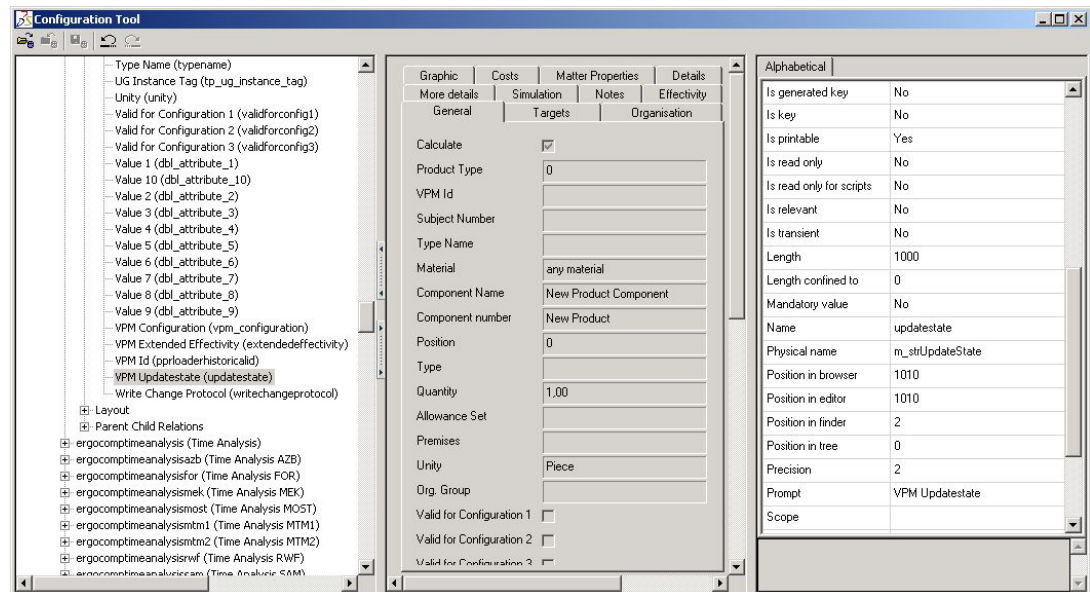 Configuration Tool
Type Name (typename)
UG Instance Tag (tp_ug_instance_tag)
Unity (unity)
Valid for Configuration 1 (validforconfig1)
Valid for Configuration 2 (validforconfig2)
Valid for Configuration 3 (validforconfig3)
Value 1 (dbl_attribute_1)
Value 10 (dbl_attribute_10)
Value 2 (dbl_attribute_2)
Value 3 (dbl_attribute_3)
Value 4 (dbl_attribute_4)
Value 5 (dbl_attribute_5)
Value 6 (dbl_attribute_6)
Value 7 (dbl_attribute_7)
Value 8 (dbl_attribute_8)
Value 9 (dbl_attribute_9)
VPM Configuration (vpm_configuration)
VPM Extended Effectivity (extendedeffectivity)
VPM Id (pprloaderhistoricalid)
VPM Updatestate (updatestate)
Write Change Protocol (writechangeprotocol)
Layout
Parent Child Relations
ergocomptimeanalysis (Time Analysis)
ergocomptimeanalysisazb (Time Analysis AZB)
ergocomptimeanalysisfor (Time Analysis FOR)
ergocomptimeanalysismek (Time Analysis MEK)
ergocomptimeanalysismost (Time Analysis MOST)
ergocomptimeanalysismtm1 (Time Analysis MTM1)
ergocomptimeanalysismtm2 (Time Analysis MTM2)
ergocomptimeanalysisrwf (Time Analysis RWF)
ergocomptimeanalysissam (Time Analysis SAM)
Graphic Costs Matter Properties Details
More details Simulation Notes Effectivity
General Targets Organisation
Calculate
Product Type 0
VPM Id
Subject Number
Type Name
Material any material
Component Name New Product Component
Component number New Product
Position 0
Type
Quantity 1,00
Allowance Set
Premises
Unity Piece
Org. Group
Valid for Configuration 1
Valid for Configuration 2
Valid for Configuration 3
Alphabetical
Is generated key No
Is key No
Is printable Yes
Is read only No
Is read only for scripts No
Is relevant No
Is transient No
Length 1000
Length confined to 0
Mandatory value No
Name updatestate
Physical name m_strUpdateState
Position in browser 1010
Position in editor 1010
Position in finder 2
Position in tree 0
Precision 2
Prompt VPM Updatestate
Scope